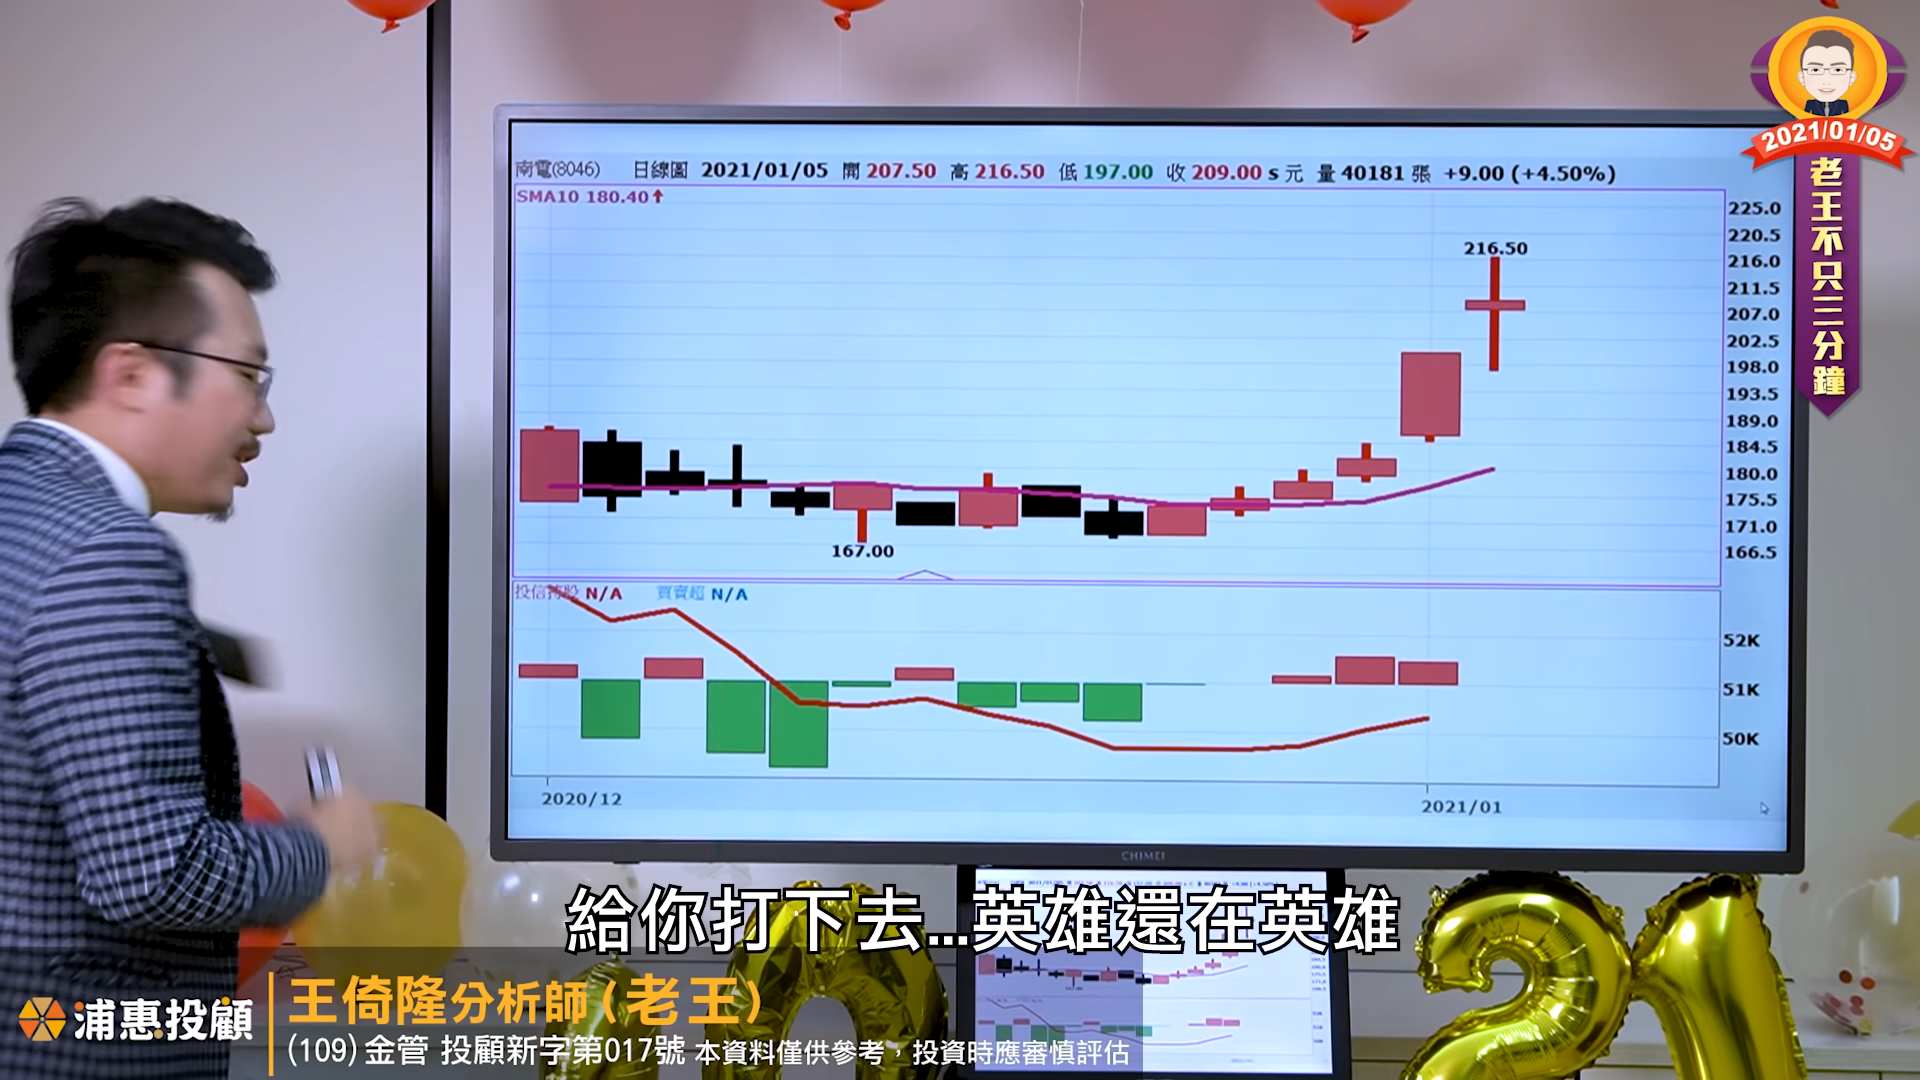 2021/01/05
老王不只三分鐘
南電(8046) 日線圖 2021/01/05 開 207.50 高 216.50 低 197.00 收 209.00 s 元 量 40181 張 +9.00 (+4.50%)
SMA10 180.40↑
225.0
220.5
216.0
211.5
207.0
202.5
198.0
193.5
189.0
184.5
180.0
175.5
171.0
166.5
216.50
167.00
投信持股 N/A 買賣超 N/A
52K
51K
50K
2020/12
2021/01
CHIMEI
給你打下去...英雄還在英雄
浦惠投顧
王倚隆分析師(老王)
(109)金管 投顧新字第017號 本資料僅供參考，投資時應審慎評估
21